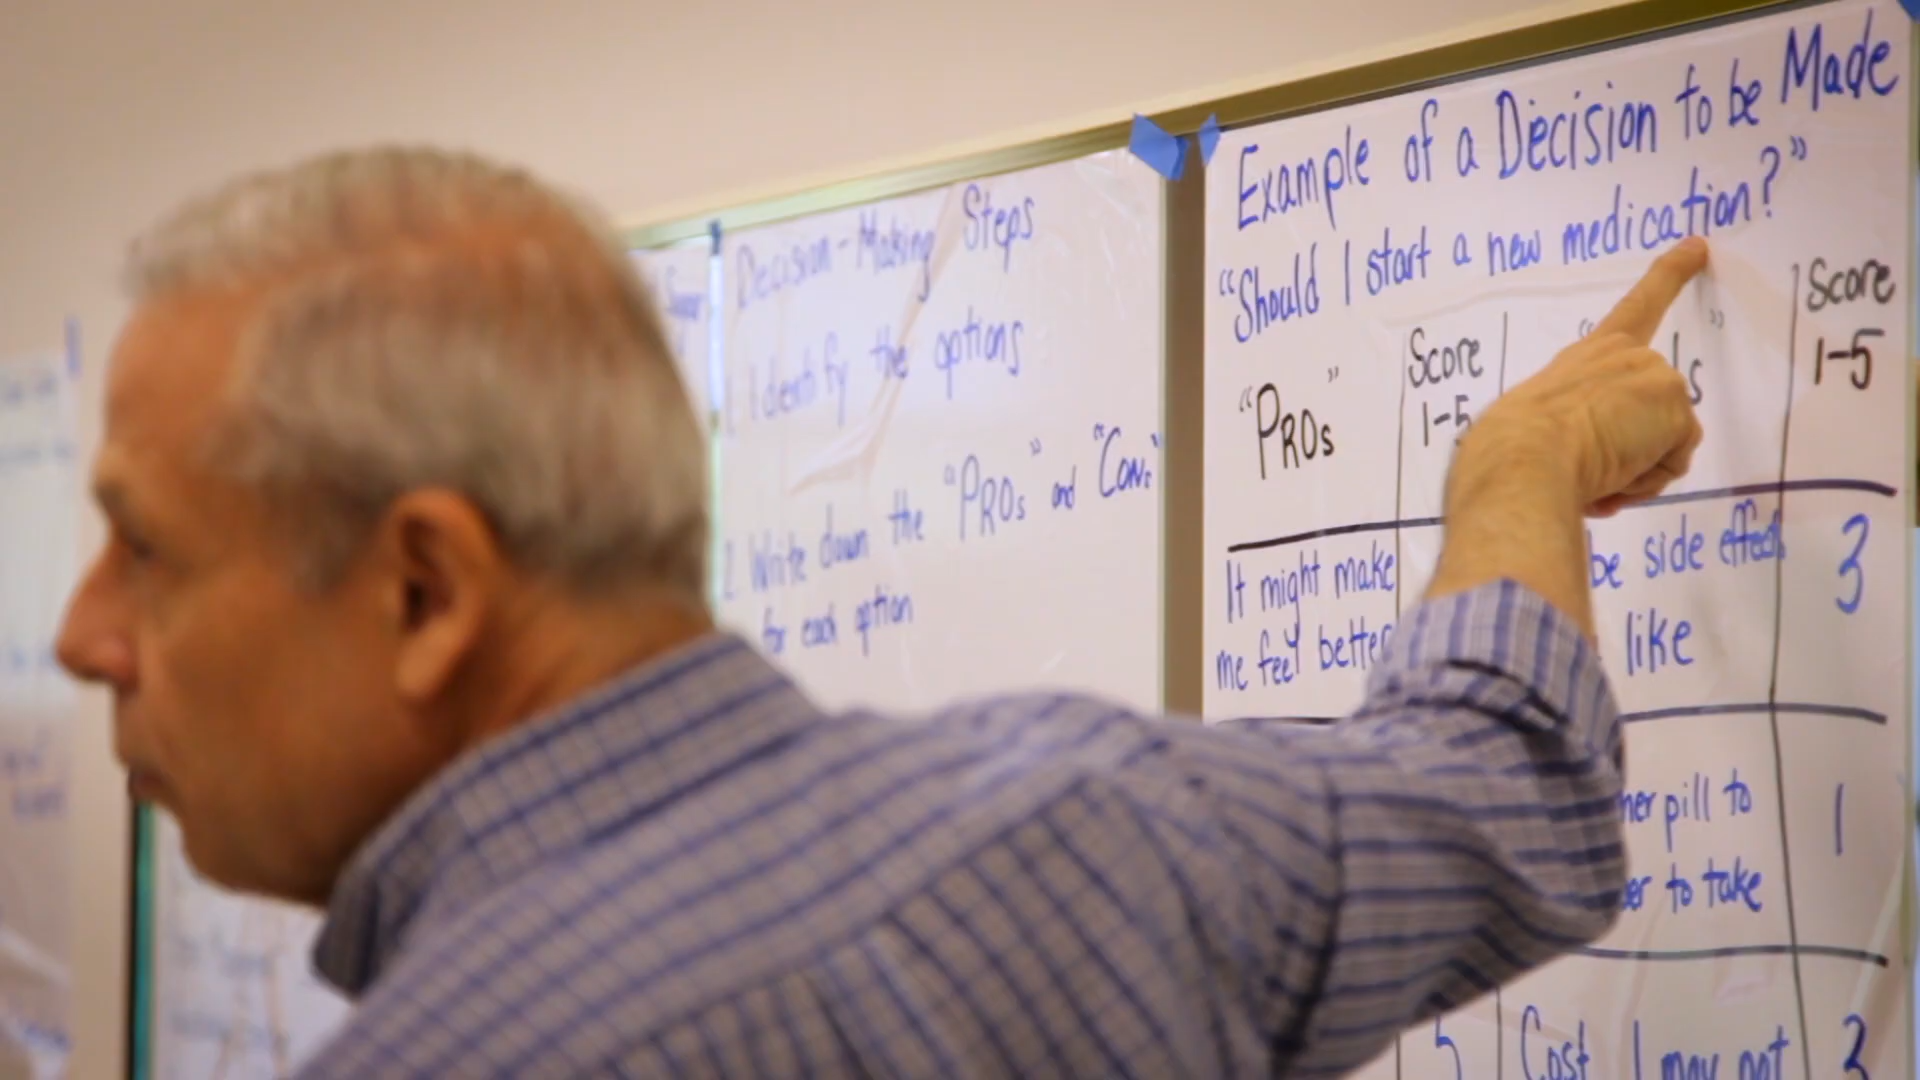 Decision-Making Steps
1. Identify the options
2. Write down the "PROs" and "CONs"
for each option
Example of a Decision to be Made
"Should I start a new medication?"
"PROs"
Score
1-5
s"
Score
1-5
It might make
me feel better
be side effects
like
3
her pill to
er to take
1
5
Cost I may not
3